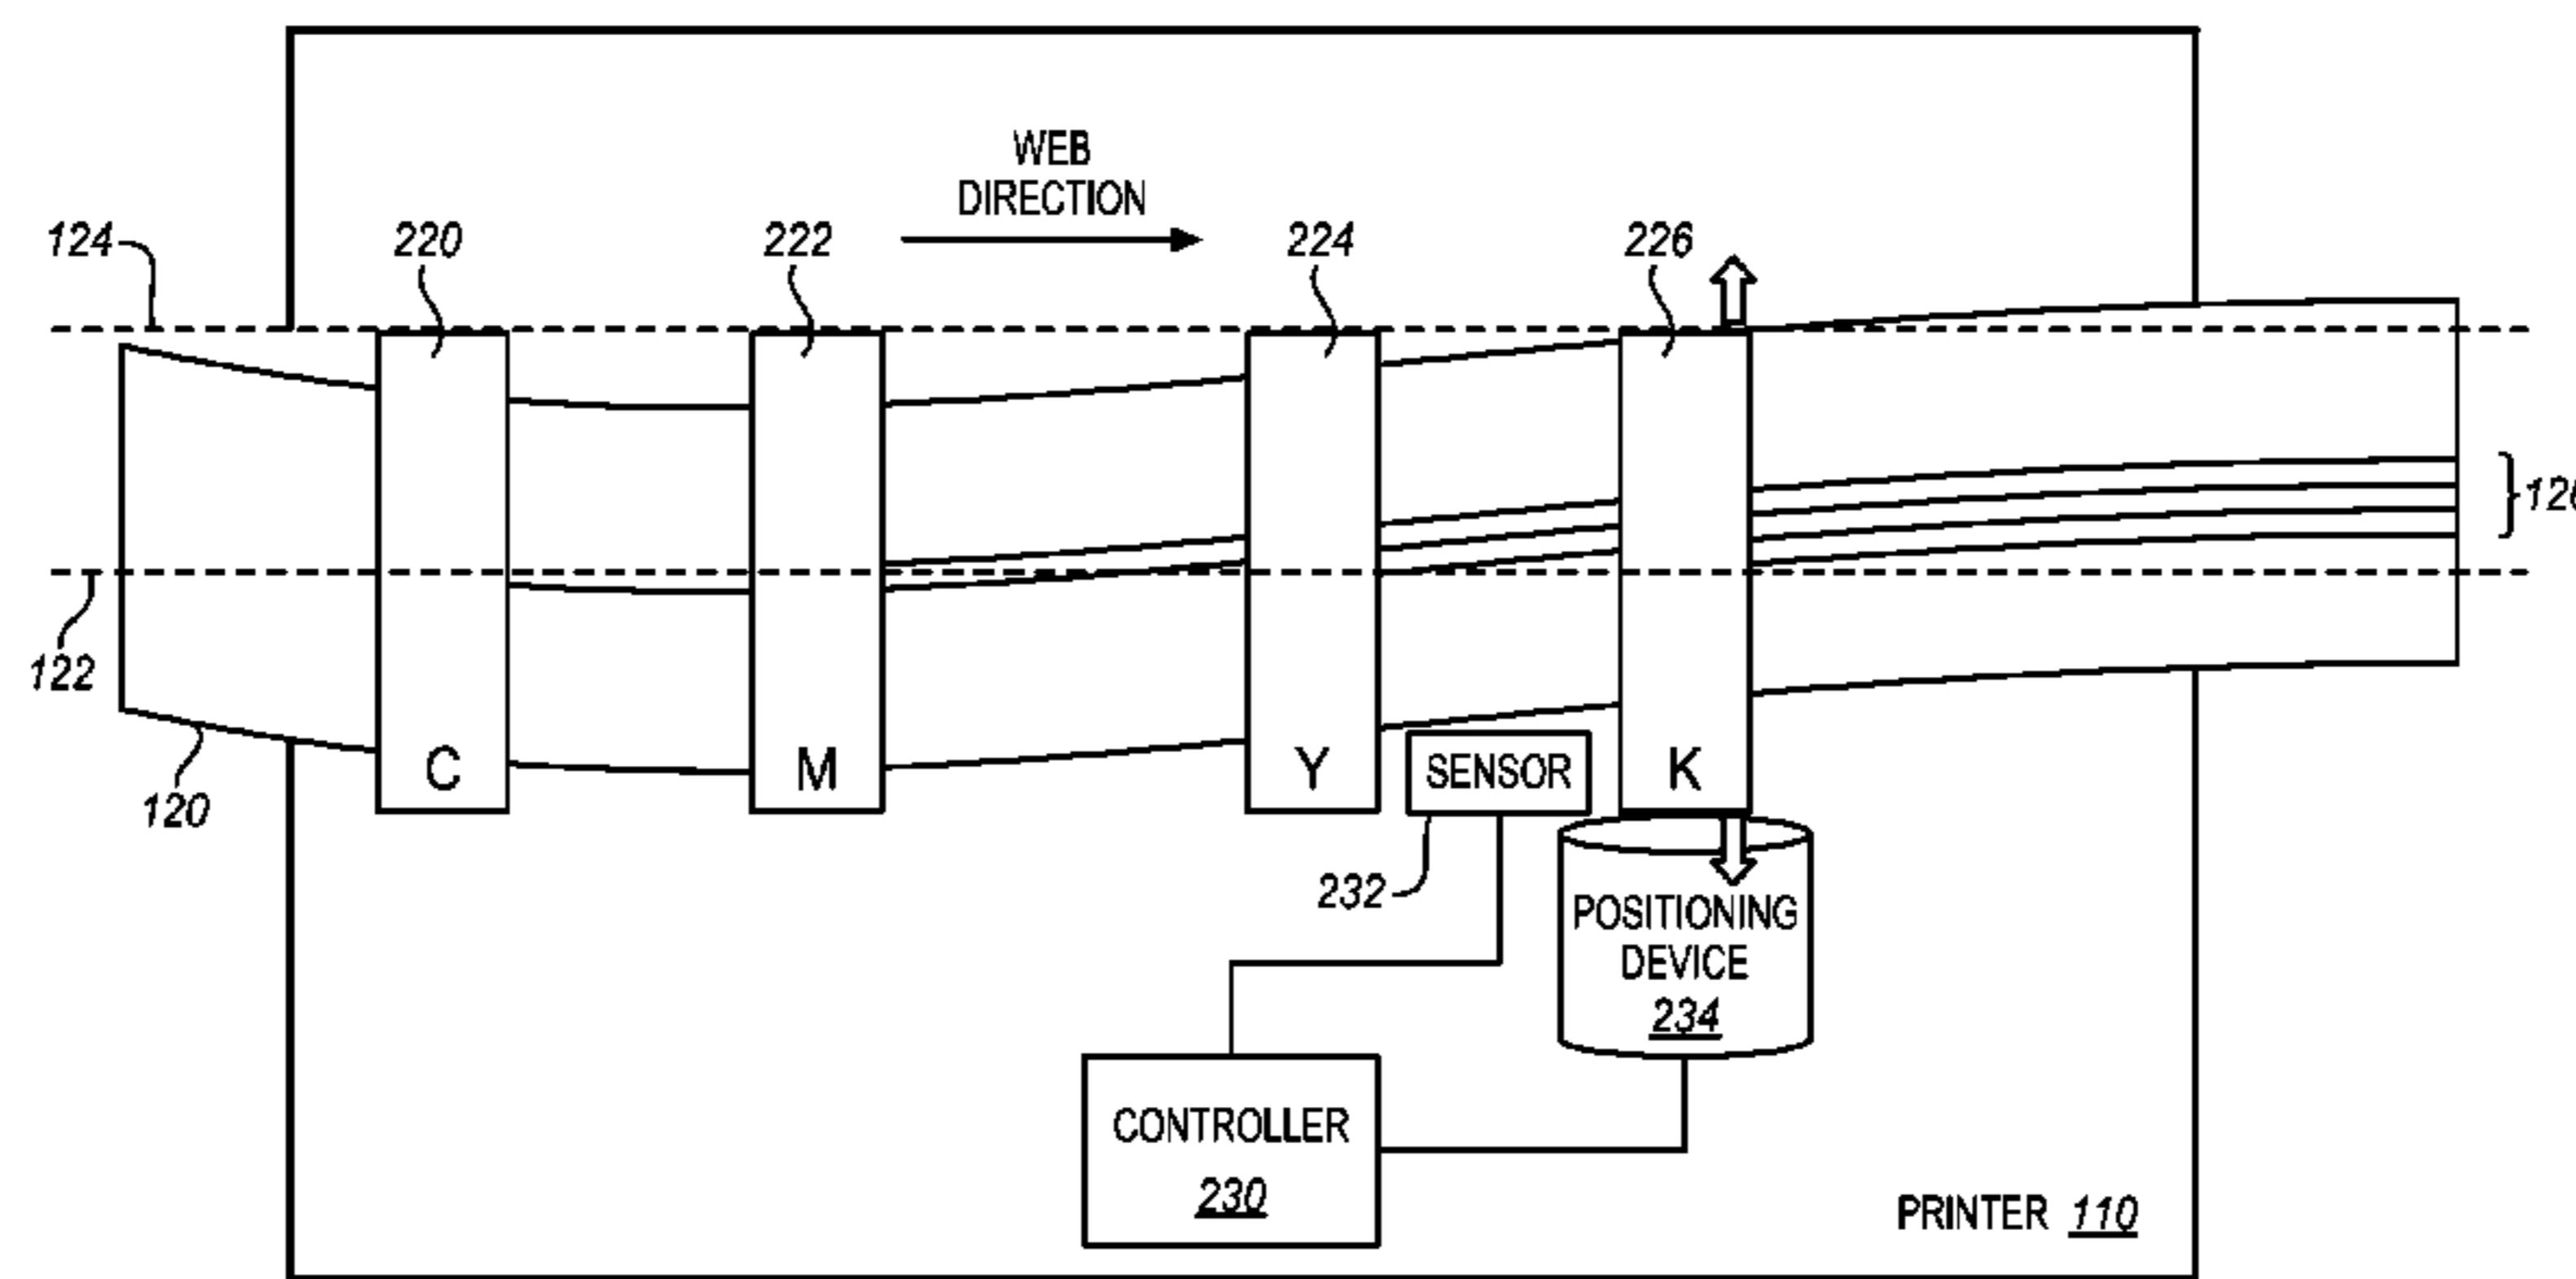 WEB
DIRECTION
124
220
222
224
226
122
120
C
M
Y
K
SENSOR
232
POSITIONING
DEVICE
234
CONTROLLER
230
PRINTER 110